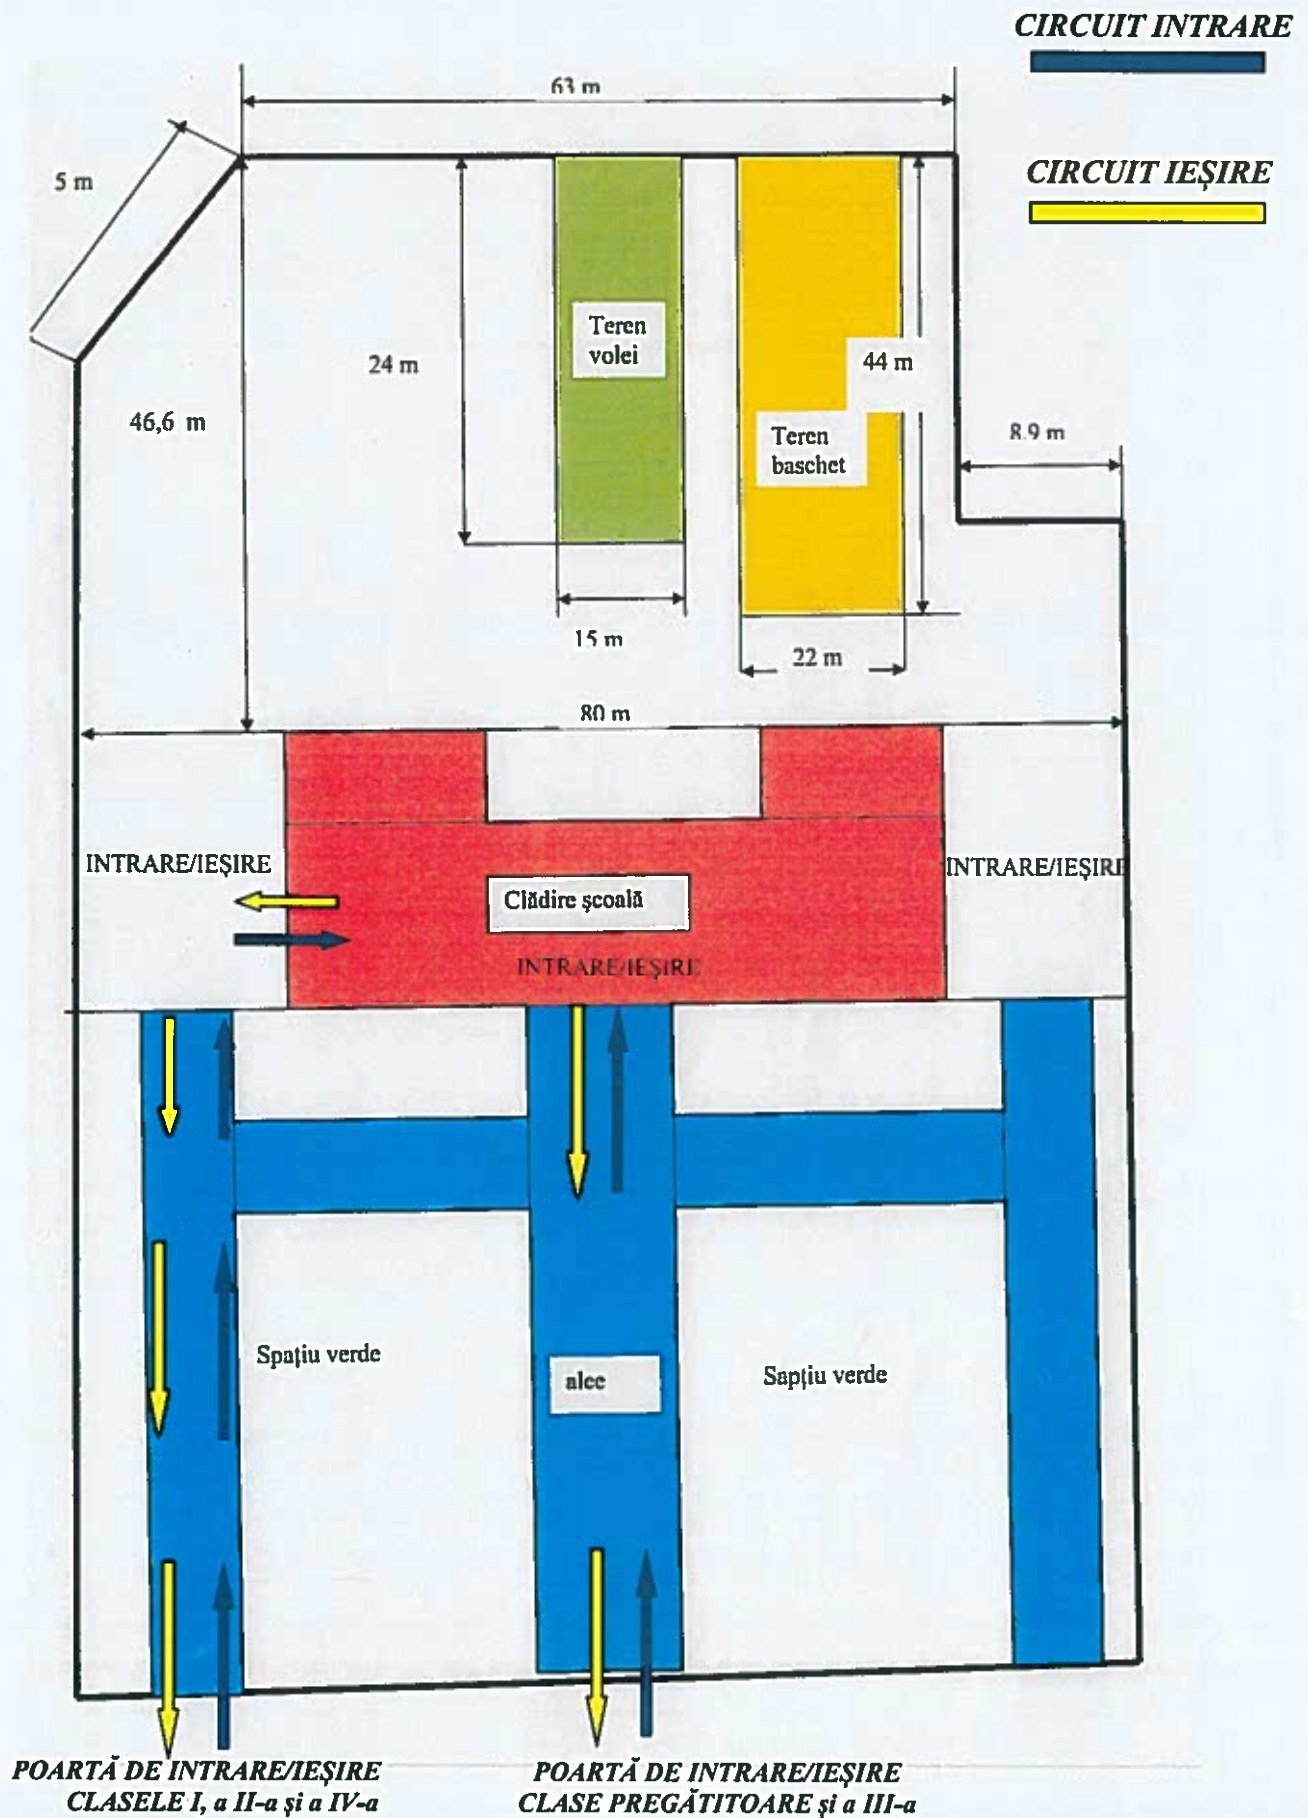 CIRCUIT INTRARE
63 m
CIRCUIT IEȘIRE
5 m
Teren
volei
24 m
44 m
46,6 m
Teren
baschet
8.9 m
15 m
22 m
80 m
INTRARE/IEȘIRE
INTRARE/IEȘIRE
Clădire școală
INTRARE/IEȘIRE
Spațiu verde
alee
Sapțiu verde
POARTĂ DE INTRARE/IEȘIRE
CLASELE I, a II-a și a IV-a
POARTĂ DE INTRARE/IEȘIRE
CLASE PREGĂTITOARE și a III-a